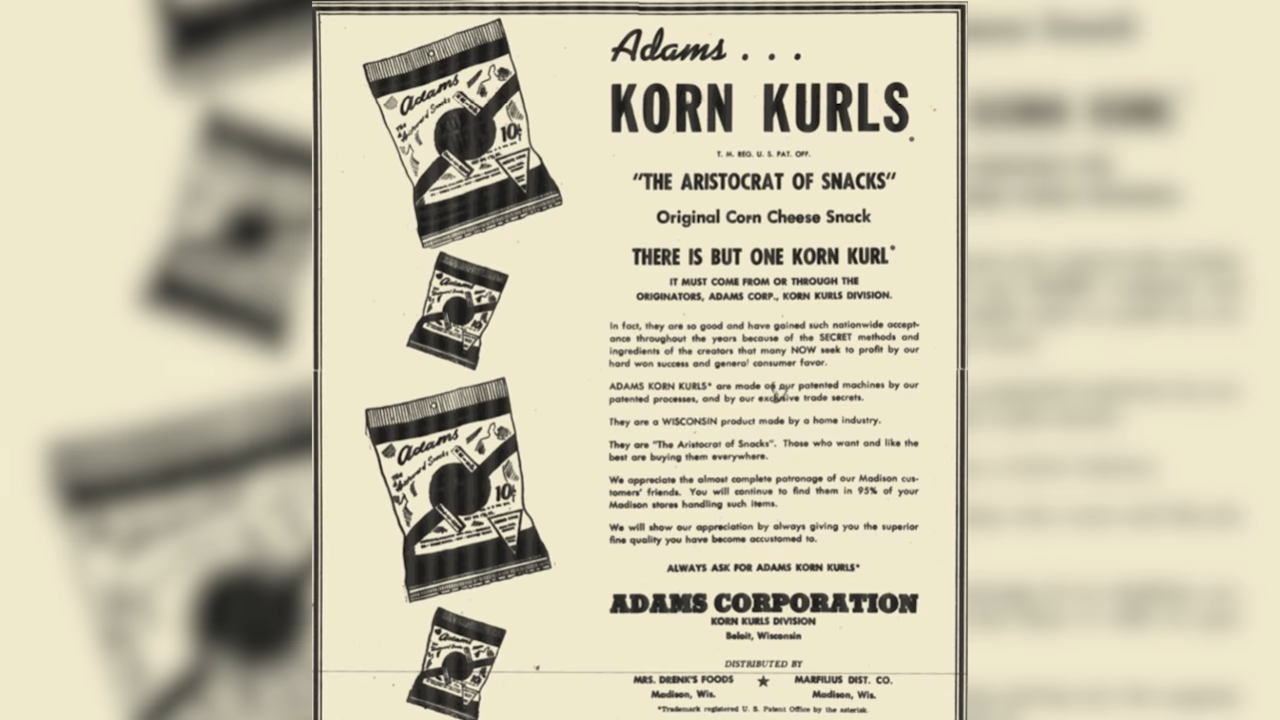 Adams . . .
KORN KURLS
T. M. REG. U. S. PAT. OFF.
"THE ARISTOCRAT OF SNACKS"
Original Corn Cheese Snack
THERE IS BUT ONE KORN KURL*
IT MUST COME FROM OR THROUGH THE
ORIGINATORS, ADAMS CORP., KORN KURLS DIVISION.
In fact, they are so good and have gained such nationwide accept-
ance throughout the years because of the SECRET methods and
ingredients of the creators that many NOW seek to profit by our
hard won success and general consumer favor.
ADAMS KORN KURLS* are made on our patented machines by our
patented processes, and by our exclusive trade secrets.
They are a WISCONSIN product made by a home industry.
They are "The Aristocrat of Snacks". Those who want and like the
best are buying them everywhere.
We appreciate the almost complete patronage of our Madison cus-
tomers' friends. You will continue to find them in 95% of your
Madison stores handling such items.
We will show our appreciation by always giving you the superior
fine quality you have become accustomed to.
ALWAYS ASK FOR ADAMS KORN KURLS*
ADAMS CORPORATION
KORN KURLS DIVISION
Beloit, Wisconsin
DISTRIBUTED BY
MRS. DRENK'S FOODS ★ MARFILIUS DIST. CO.
Madison, Wis. Madison, Wis.
*Trademark registered U. S. Patent Office by the asterisk.
Adams
The Aristocrat of Snacks
10¢
Adams
Adams
The Aristocrat of Snacks
10¢
Adams